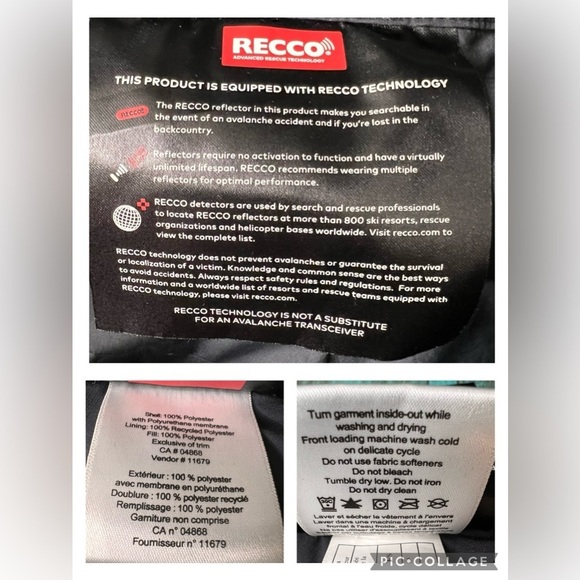 RECCO
ADVANCED RESCUE TECHNOLOGY
THIS PRODUCT IS EQUIPPED WITH RECCO TECHNOLOGY
RECCO
The RECCO reflector in this product makes you searchable in
the event of an avalanche accident and if you're lost in the
backcountry.
Reflectors require no activation to function and have a virtually
unlimited lifespan. RECCO recommends wearing multiple
reflectors for optimal performance.
RECCO detectors are used by search and rescue professionals
to locate RECCO reflectors at more than 800 ski resorts, rescue
organizations and helicopter bases worldwide. Visit recco.com to
view the complete list.
RECCO technology does not prevent avalanches or guarantee the survival
or localization of a victim. Knowledge and common sense are the best ways
to avoid accidents. Always respect safety rules and regulations. For more
information and a worldwide list of resorts and rescue teams equipped with
RECCO technology, please visit recco.com.
RECCO TECHNOLOGY IS NOT A SUBSTITUTE
FOR AN AVALANCHE TRANSCEIVER
Shell: 100% Polyester
with Polyurethane membrane
Lining: 100% Recycled Polyester
Fill: 100% Polyester
Exclusive of trim
CA # 04868
Vendor # 11679
Extérieur : 100 % polyester
avec membrane en polyuréthane
Doublure : 100 % polyester recyclé
Remplissage : 100 % polyester
Garniture non comprise
CA n° 04868
Fournisseur n° 11679
Turn garment inside-out while
washing and drying
Front loading machine wash cold
on delicate cycle
Do not use fabric softeners
Do not bleach
Tumble dry low. Do not iron
Do not dry clean
Laver et sécher le vêtement à l'envers
Laver dans une machine à chargement
frontal à l'eau froide, cycle délicat
PIC•COLLAGE